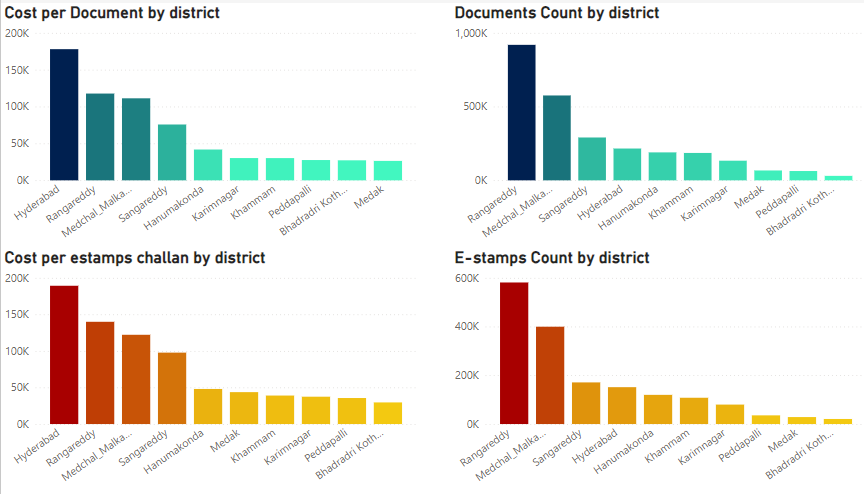 Cost per Document by district
200K
150K
100K
50K
0K
Hyderabad
Rangareddy
Medchal_Malka...
Sangareddy
Hanumakonda
Karimnagar
Khammam
Peddapalli
Bhadradri Koth...
Medak
Documents Count by district
1,000K
500K
0K
Rangareddy
Medchal_Malka...
Sangareddy
Hyderabad
Hanumakonda
Khammam
Karimnagar
Medak
Peddapalli
Bhadradri Koth...
Cost per estamps challan by district
200K
150K
100K
50K
0K
Hyderabad
Rangareddy
Medchal_Malka...
Sangareddy
Hanumakonda
Medak
Khammam
Karimnagar
Peddapalli
Bhadradri Koth...
E-stamps Count by district
600K
400K
200K
0K
Rangareddy
Medchal_Malka...
Sangareddy
Hyderabad
Hanumakonda
Khammam
Karimnagar
Peddapalli
Medak
Bhadradri Koth...